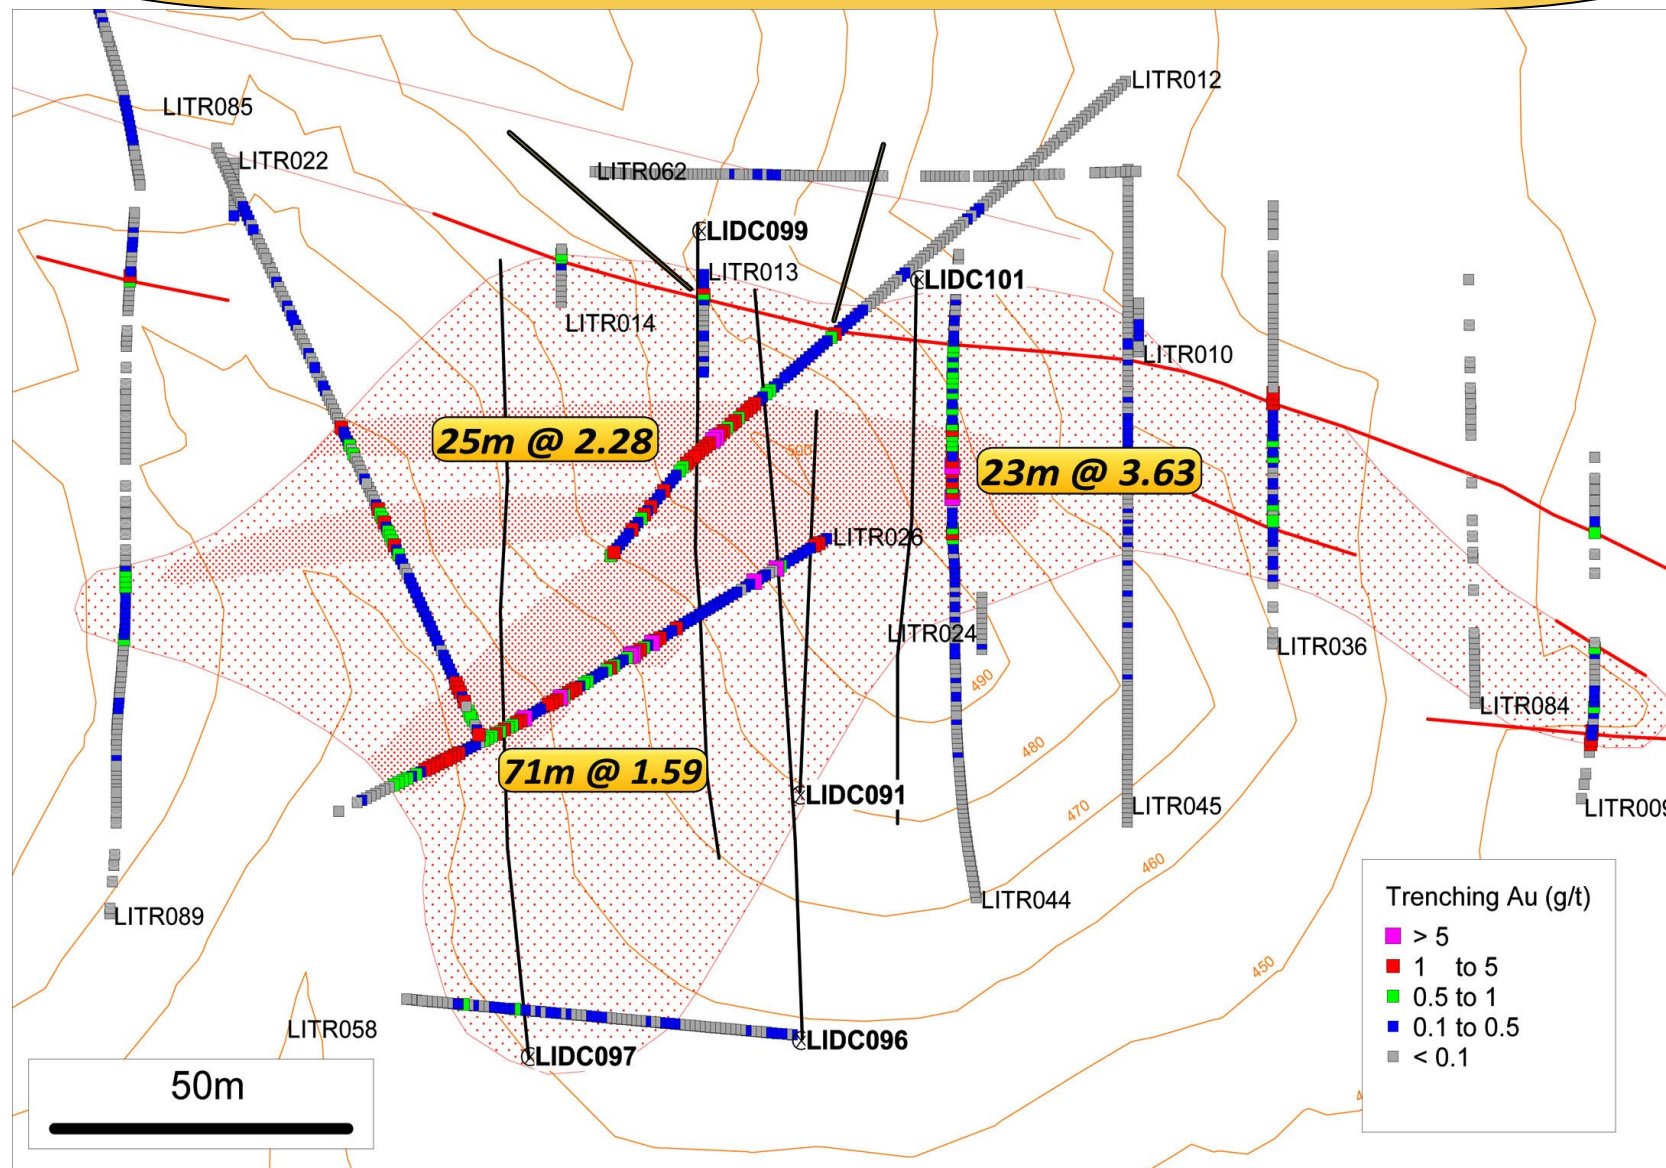 LITR012
LITR085
LITR022
LITR062
LIDC099
LITR013
LIDC101
LITR014
LITR010
25m @ 2.28
500
23m @ 3.63
LITR026
LITR024
LITR036
490
LITR084
480
71m @ 1.59
LIDC091
LITR045
470
LITR009
460
LITR044
LITR089
450
LITR058
LIDC096
LIDC097
50m
Trenching Au (g/t)
> 5
1 to 5
0.5 to 1
0.1 to 0.5
< 0.1